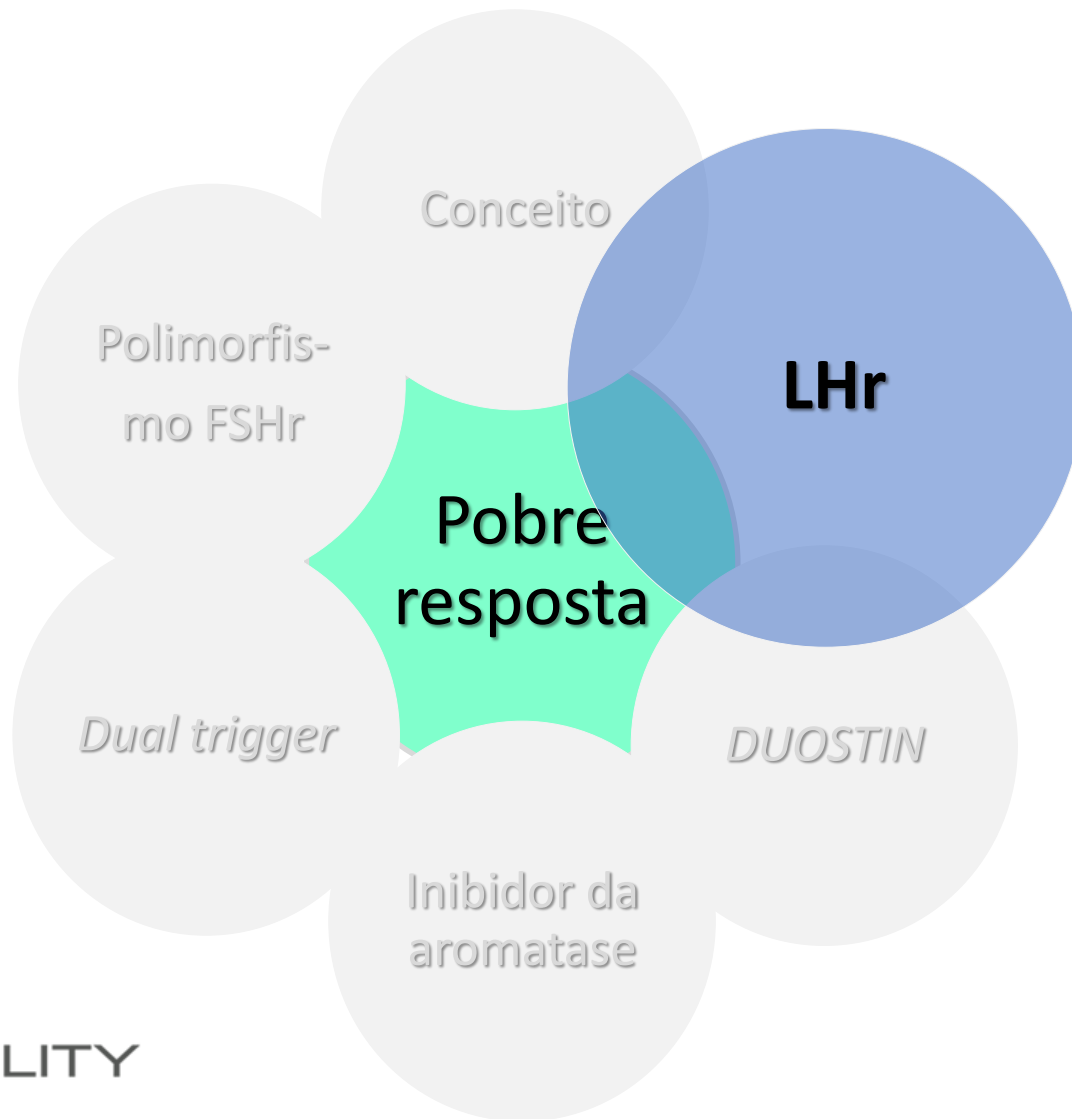 Conceito
LHr
Polimorfis-
mo FSHr
Pobre
resposta
Dual trigger
DUOSTIN
Inibidor da
aromatase
LITY